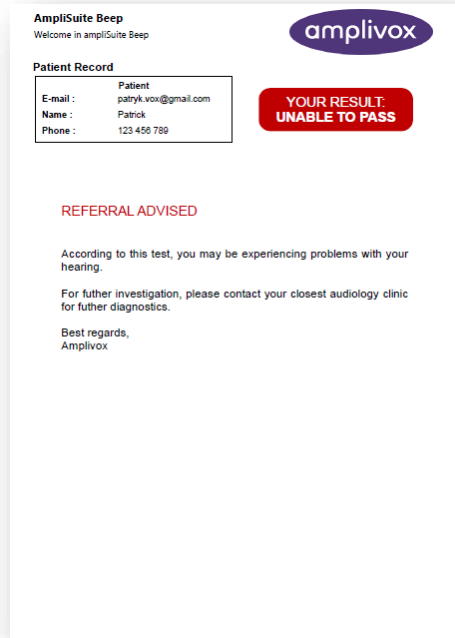 AmpliSuite Beep
Welcome in ampliSuite Beep
amplivox
Patient Record
Patient
E-mail : patryk.vox@gmail.com
Name : Patrick
Phone : 123 456 789
YOUR RESULT:
UNABLE TO PASS
REFERRAL ADVISED
According to this test, you may be experiencing problems with your
hearing.
For futher investigation, please contact your closest audiology clinic
for futher diagnostics.
Best regards,
Amplivox